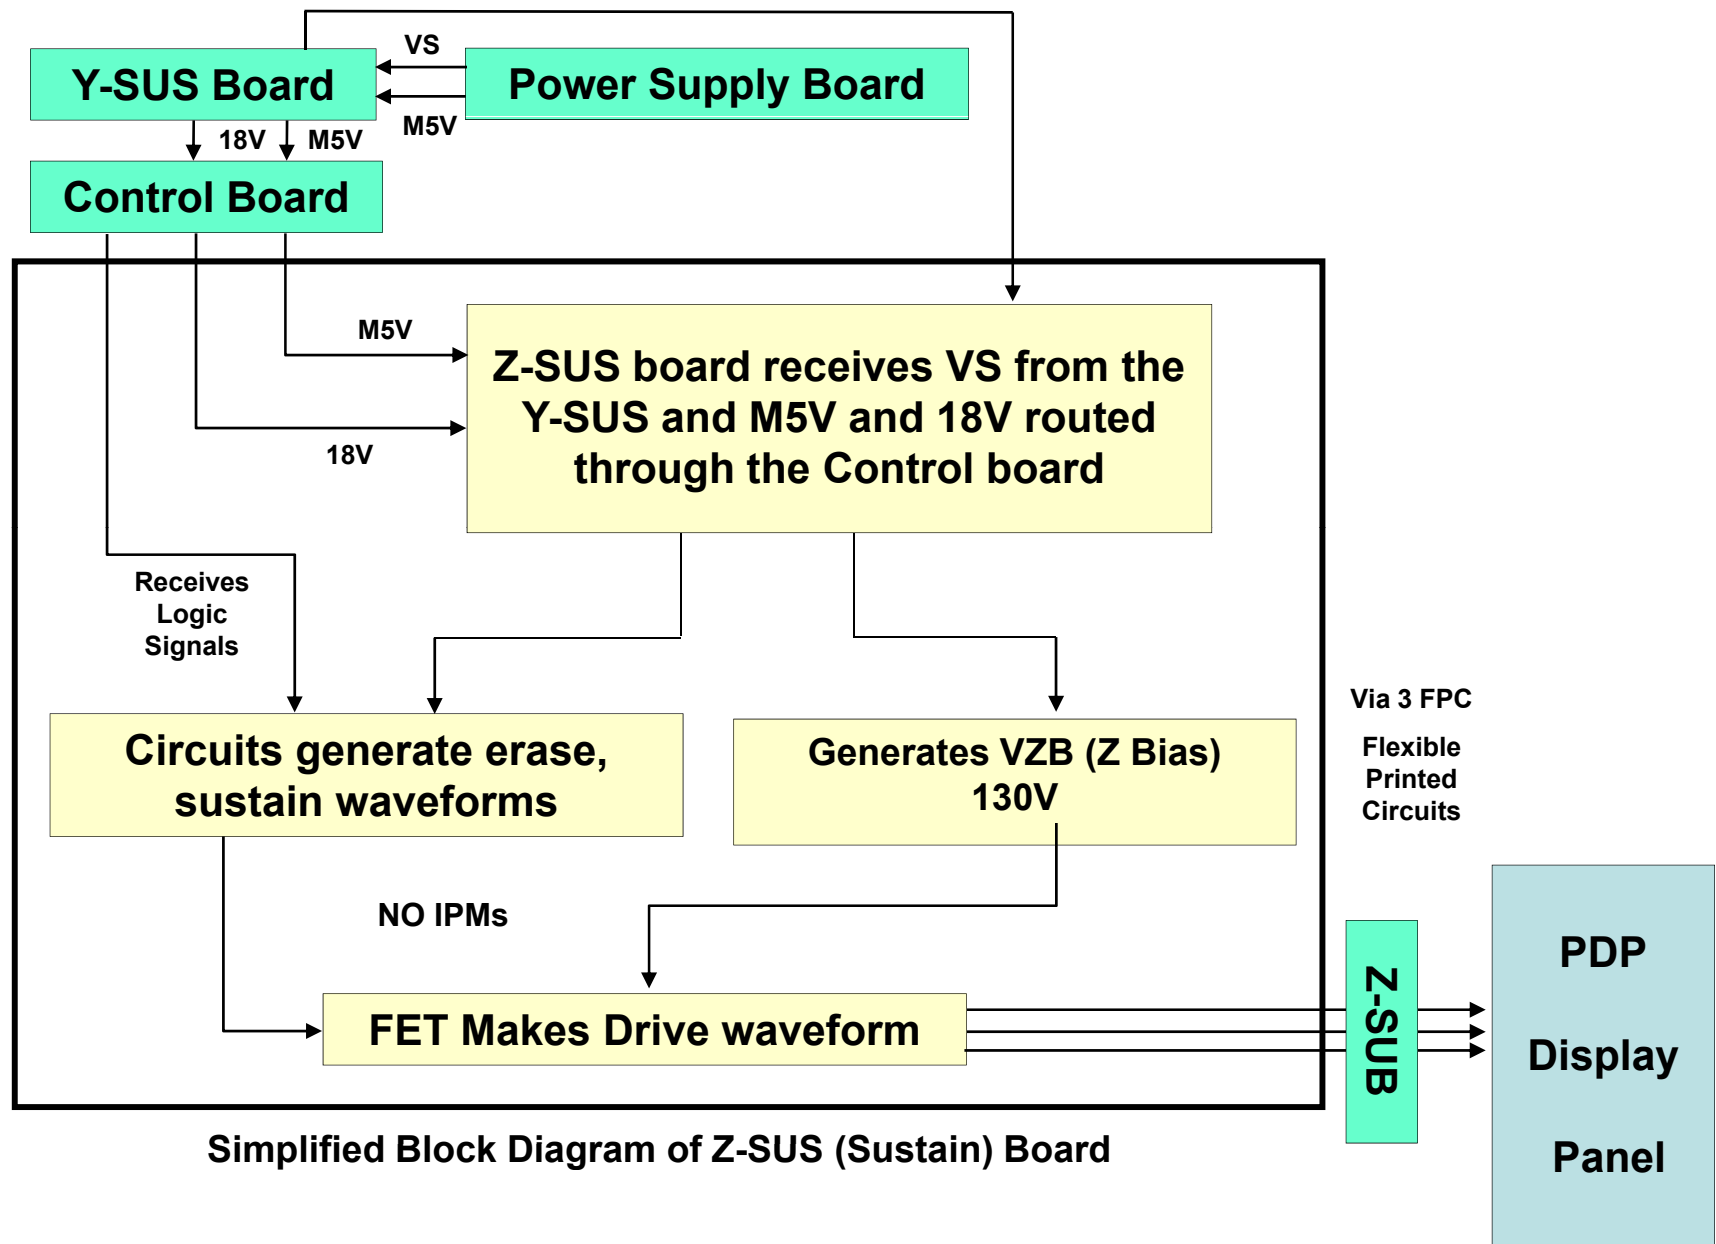 VS
Y-SUS Board
Power Supply Board
M5V
18V
M5V
Control Board
M5V
Z-SUS board receives VS from the
Y-SUS and M5V and 18V routed
through the Control board
18V
Receives
Logic
Signals
Via 3 FPC
Flexible
Printed
Circuits
Circuits generate erase,
sustain waveforms
Generates VZB (Z Bias)
130V
NO IPMs
FET Makes Drive waveform
Z-SUB
PDP
Display
Panel
Simplified Block Diagram of Z-SUS (Sustain) Board